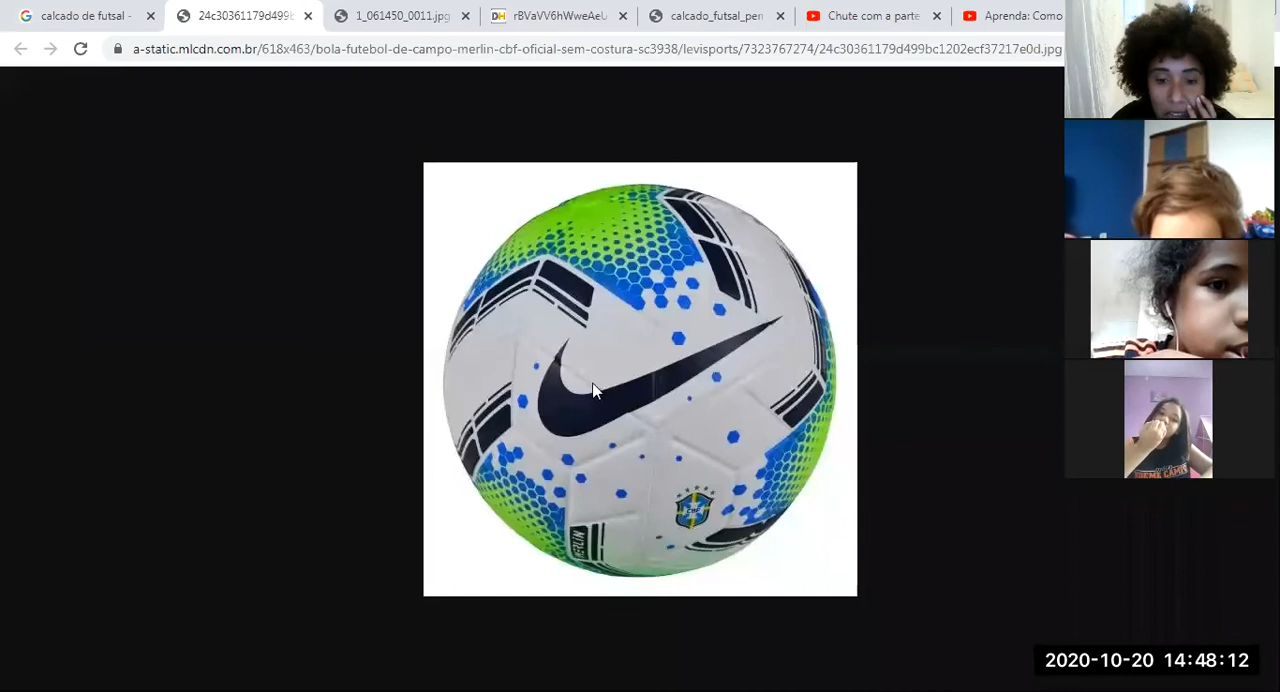 calcado de futsal -
24c30361179d499b
1_061450_0011.jpg
rBVaVV6hWweAeU
calcado_futsal_pen
Chute com a parte
Aprenda: Como
a-static.mlcdn.com.br/618x463/bola-futebol-de-campo-merlin-cbf-oficial-sem-costura-sc3938/levisports/7323767274/24c30361179d499bc1202ecf37217e0d.jpg
CBF
MERLIN
2020-10-20 14:48:12